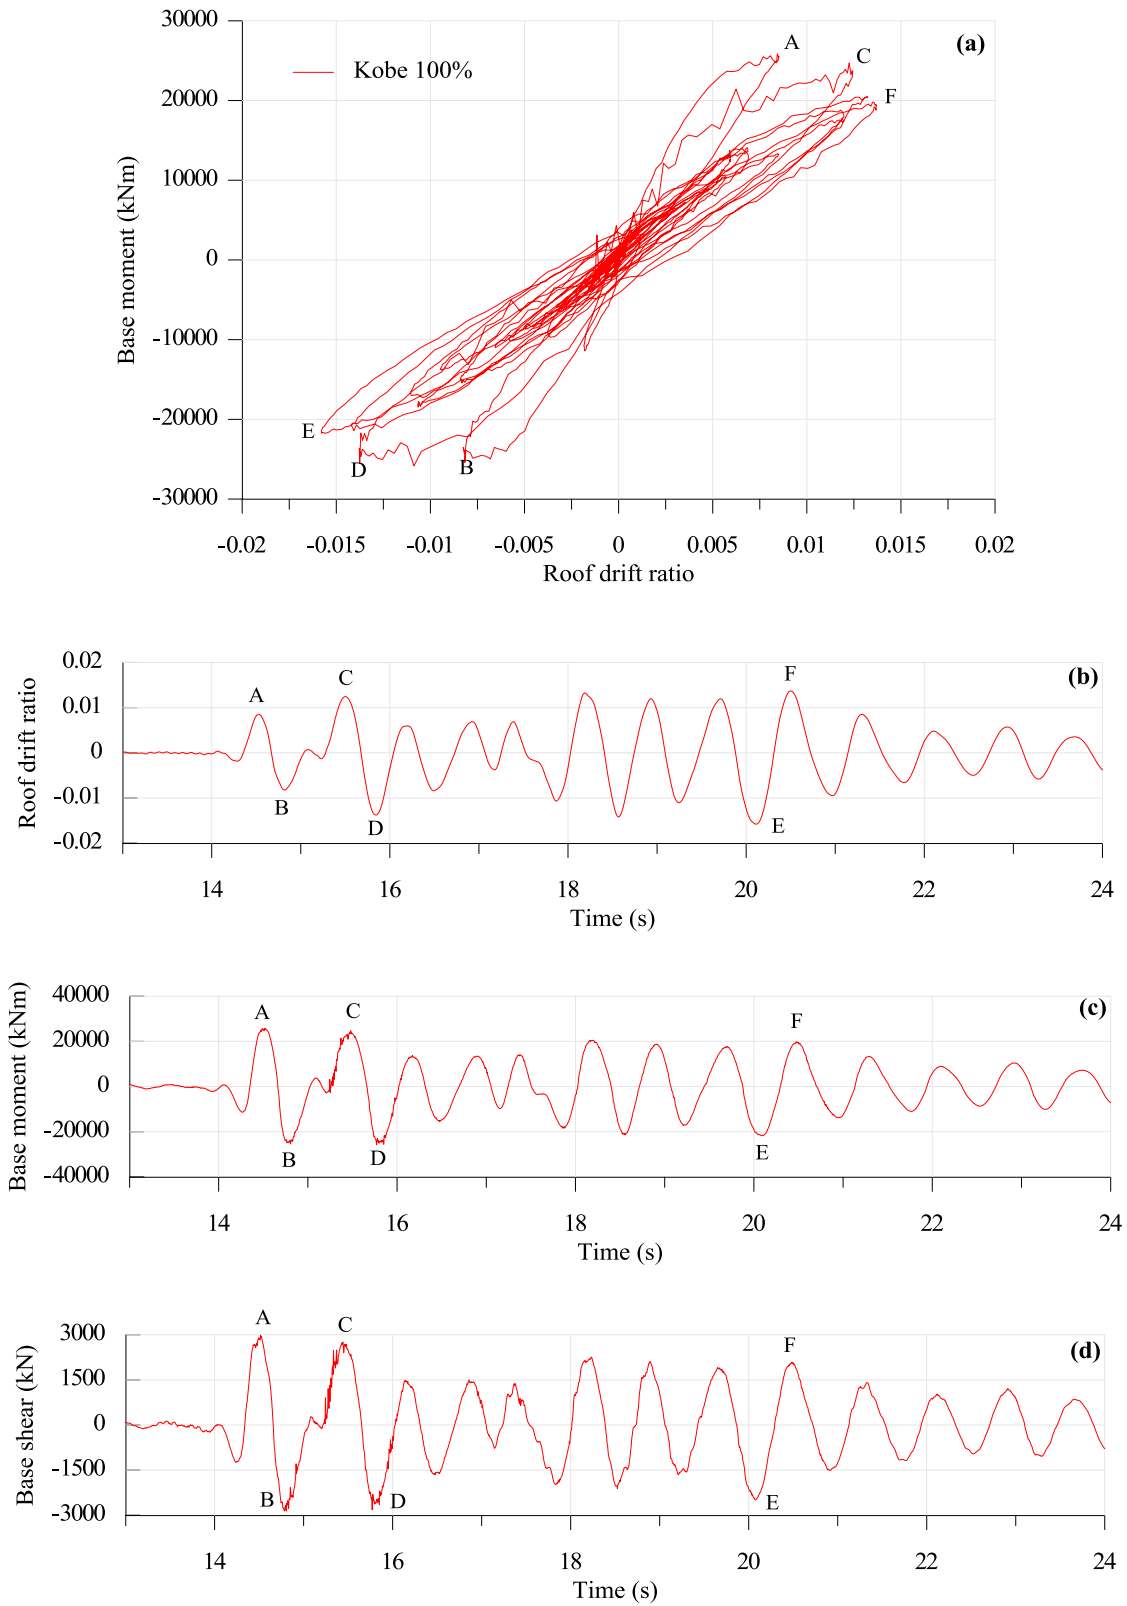 30000
20000
10000
0
-10000
-20000
-30000
Base moment (kNm)
Kobe 100%
(a)
A
C
F
E
D
B
-0.02 -0.015 -0.01 -0.005 0 0.005 0.01 0.015 0.02
Roof drift ratio
0.02
0.01
0
-0.01
-0.02
Roof drift ratio
(b)
A
C
F
B
D
E
14 16 18 20 22 24
Time (s)
40000
20000
0
-20000
-40000
Base moment (kNm)
(c)
A
C
F
B
D
E
14 16 18 20 22 24
Time (s)
3000
1500
0
-1500
-3000
Base shear (kN)
(d)
A
C
F
B
D
E
14 16 18 20 22 24
Time (s)